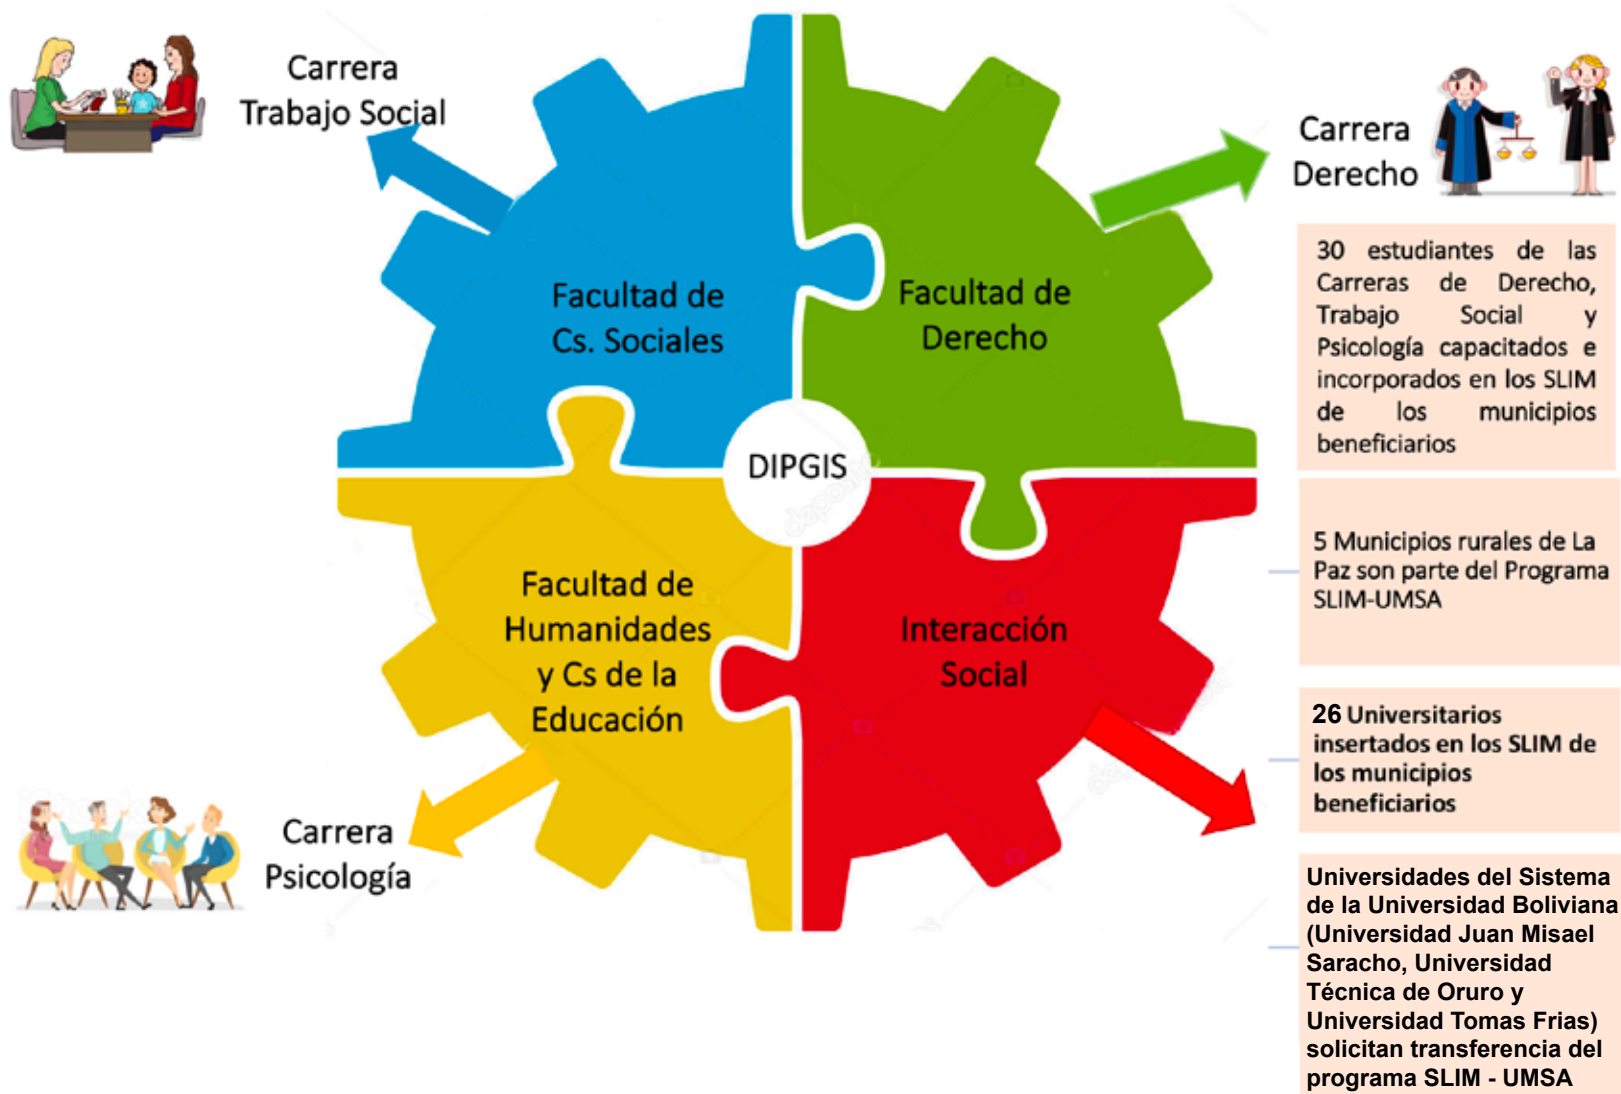 Carrera
Trabajo Social
Carrera
Derecho
Facultad de
Cs. Sociales
Facultad de
Derecho
DIPGIS
Facultad de
Humanidades
y Cs de la
Educación
Interacción
Social
Carrera
Psicología
30 estudiantes de las
Carreras de Derecho,
Trabajo Social y
Psicología capacitados e
incorporados en los SLIM
de los municipios
beneficiarios
5 Municipios rurales de La
Paz son parte del Programa
SLIM-UMSA
26 Universitarios
insertados en los SLIM de
los municipios
beneficiarios
Universidades del Sistema
de la Universidad Boliviana
(Universidad Juan Misael
Saracho, Universidad
Técnica de Oruro y
Universidad Tomas Frias)
solicitan transferencia del
programa SLIM - UMSA